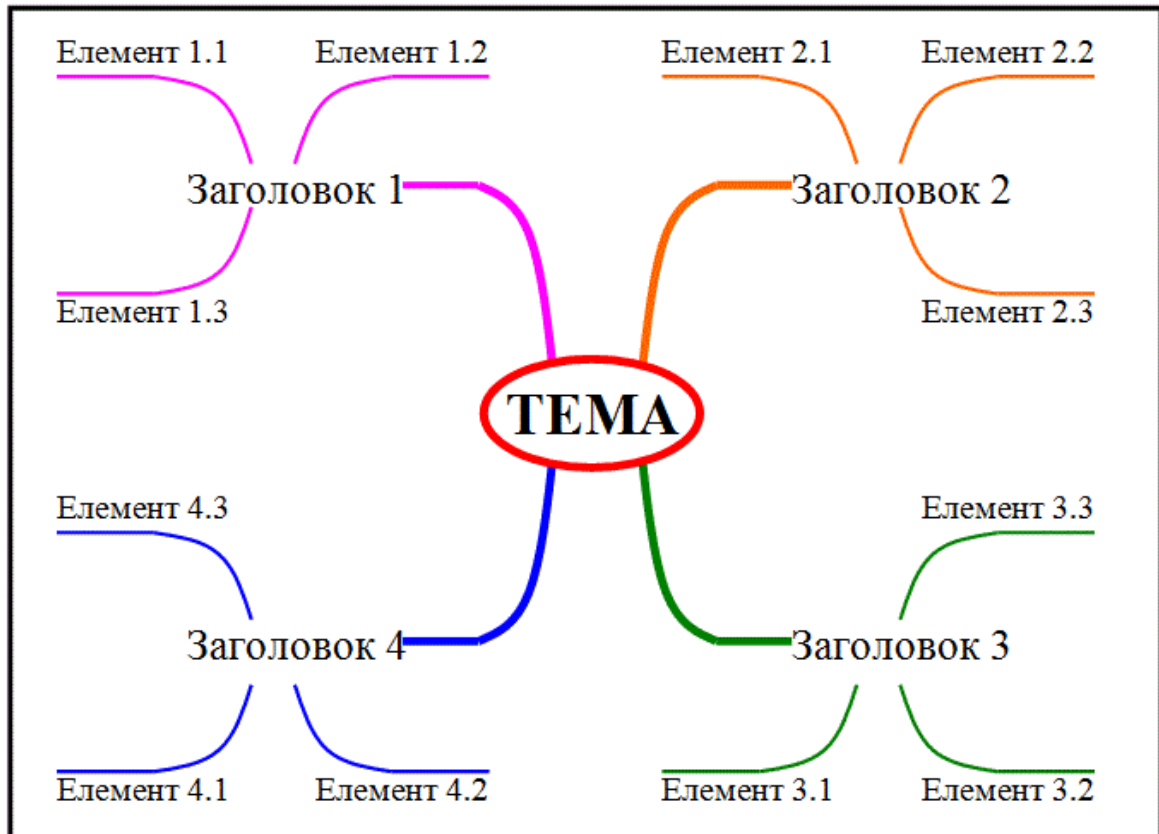 Елемент 1.1
Елемент 1.2
Елемент 2.1
Елемент 2.2
Заголовок 1
Заголовок 2
Елемент 1.3
Елемент 2.3
ТЕМА
Елемент 4.3
Елемент 3.3
Заголовок 4
Заголовок 3
Елемент 4.1
Елемент 4.2
Елемент 3.1
Елемент 3.2